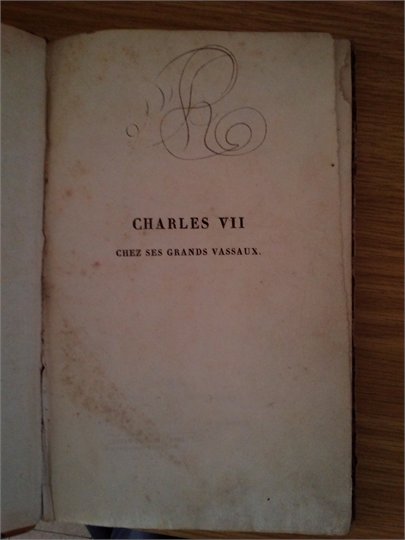 R
CHARLES VII
CHEZ SES GRANDS VASSAUX.